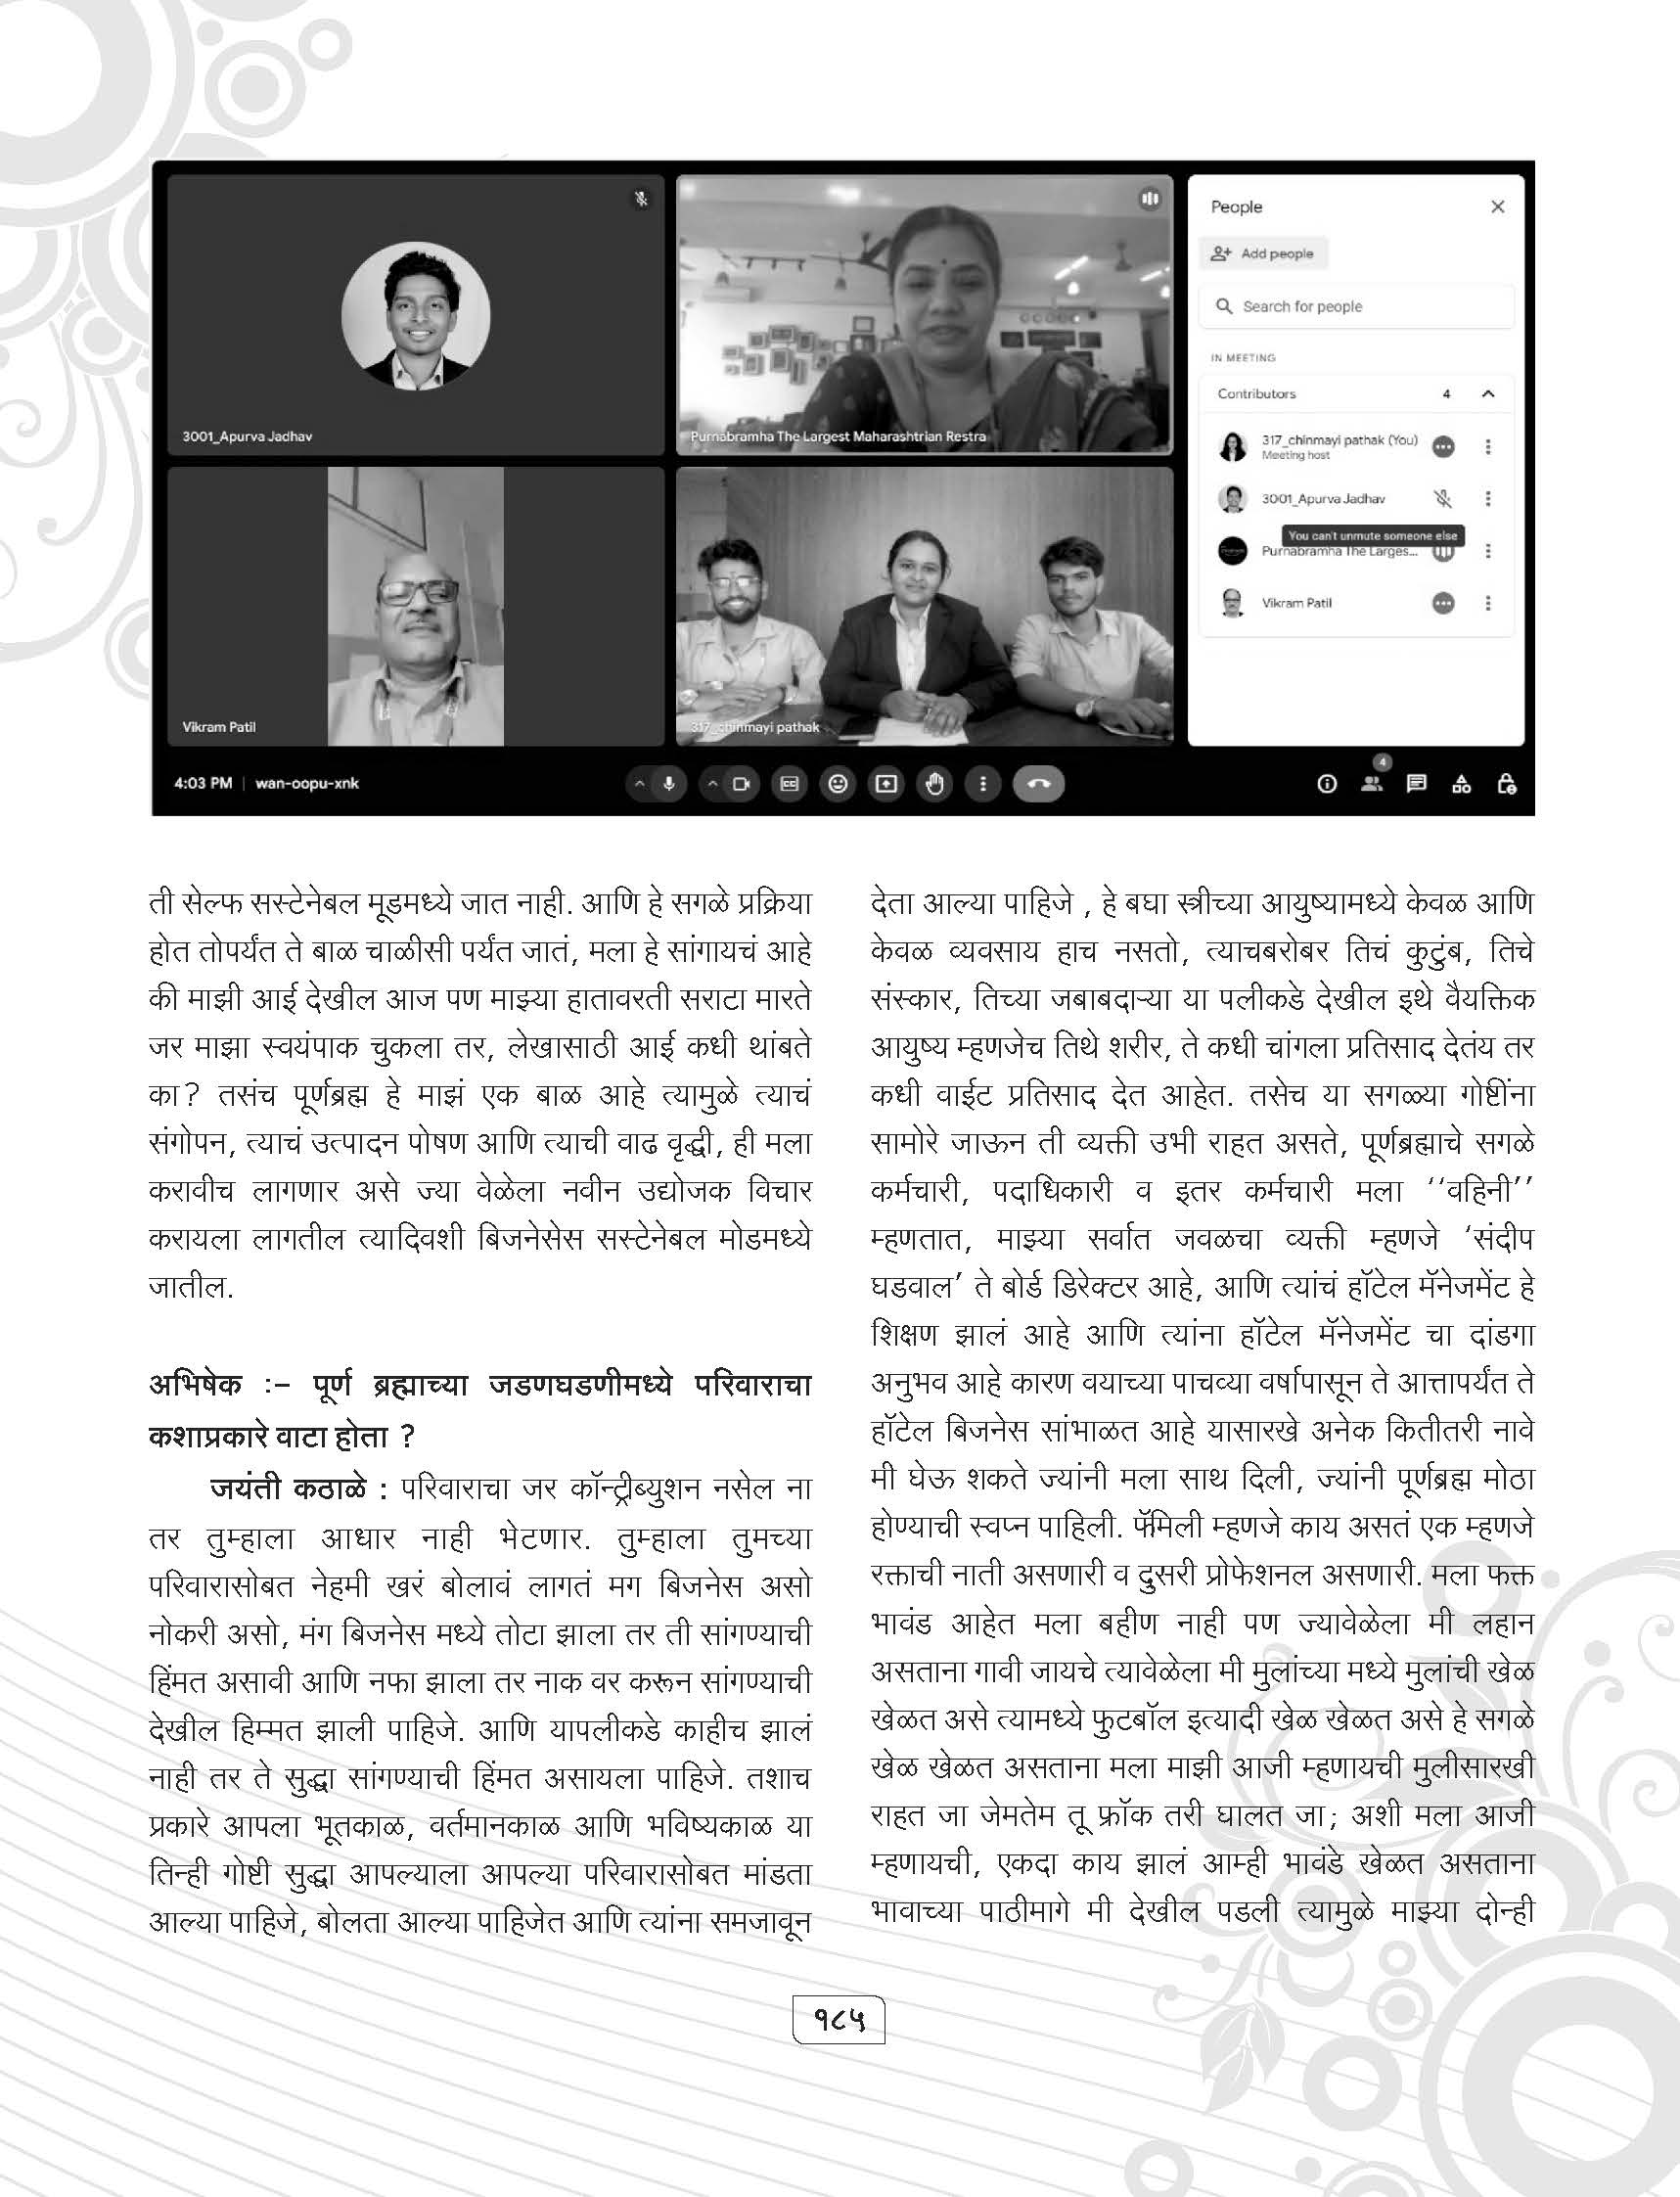 3001_Apurva Jadhav
Purnabramha The Largest Maharashtrian Restra
Vikram Patil
317_chinmayi pathak
People
Add people
Search for people
IN MEETING
Contributors 4
317_chinmayi pathak (You)
Meeting host
3001_Apurva Jadhav
You can't unmute someone else
Purnabramha The Larges...
Vikram Patil
4:03 PM | wan-oopu-xnk
4
ती सेल्फ सस्टेनेबल मूडमध्ये जात नाही. आणि हे सगळे प्रक्रिया
होत तोपर्यंत ते बाळ चाळीसी पर्यंत जातं, मला हे सांगायचं आहे
की माझी आई देखील आज पण माझ्या हातावरती सराटा मारते
जर माझा स्वयंपाक चुकला तर, लेखासाठी आई कधी थांबते
का? तसंच पूर्णब्रह्म हे माझं एक बाळ आहे त्यामुळे त्याचं
संगोपन, त्याचं उत्पादन पोषण आणि त्याची वाढ वृद्धी, ही मला
करावीच लागणार असे ज्या वेळेला नवीन उद्योजक विचार
करायला लागतील त्यादिवशी बिजनेसेस सस्टेनेबल मोडमध्ये
जातील.
अभिषेक :– पूर्ण ब्रह्माच्या जडणघडणीमध्ये परिवाराचा
कशाप्रकारे वाटा होता ?
जयंती कठाळे : परिवाराचा जर कॉन्ट्रीब्युशन नसेल ना
तर तुम्हाला आधार नाही भेटणार. तुम्हाला तुमच्या
परिवारासोबत नेहमी खरं बोलावं लागतं मग बिजनेस असो
नोकरी असो, मंग बिजनेस मध्ये तोटा झाला तर ती सांगण्याची
हिंमत असावी आणि नफा झाला तर नाक वर करून सांगण्याची
देखील हिम्मत झाली पाहिजे. आणि यापलीकडे काहीच झालं
नाही तर ते सुद्धा सांगण्याची हिंमत असायला पाहिजे. तशाच
प्रकारे आपला भूतकाळ, वर्तमानकाळ आणि भविष्यकाळ या
तिन्ही गोष्टी सुद्धा आपल्याला आपल्या परिवारासोबत मांडता
आल्या पाहिजे, बोलता आल्या पाहिजेत आणि त्यांना समजावून
देता आल्या पाहिजे , हे बघा स्त्रीच्या आयुष्यामध्ये केवळ आणि
केवळ व्यवसाय हाच नसतो, त्याचबरोबर तिचं कुटुंब, तिचे
संस्कार, तिच्या जबाबदाऱ्या या पलीकडे देखील इथे वैयक्तिक
आयुष्य म्हणजेच तिथे शरीर, ते कधी चांगला प्रतिसाद देतंय तर
कधी वाईट प्रतिसाद देत आहेत. तसेच या सगळ्या गोष्टींना
सामोरे जाऊन ती व्यक्ती उभी राहत असते, पूर्णब्रह्माचे सगळे
कर्मचारी, पदाधिकारी व इतर कर्मचारी मला ‘‘वहिनी’’
म्हणतात, माझ्या सर्वात जवळचा व्यक्ती म्हणजे ‘संदीप
घडवाल’ ते बोर्ड डिरेक्टर आहे, आणि त्यांचं हॉटेल मॅनेजमेंट हे
शिक्षण झालं आहे आणि त्यांना हॉटेल मॅनेजमेंट चा दांडगा
अनुभव आहे कारण वयाच्या पाचव्या वर्षापासून ते आत्तापर्यंत ते
हॉटेल बिजनेस सांभाळत आहे यासारखे अनेक कितीतरी नावे
मी घेऊ शकते ज्यांनी मला साथ दिली, ज्यांनी पूर्णब्रह्म मोठा
होण्याची स्वप्न पाहिली. फॅमिली म्हणजे काय असतं एक म्हणजे
रक्ताची नाती असणारी व दुसरी प्रोफेशनल असणारी. मला फक्त
भावंड आहेत मला बहीण नाही पण ज्यावेळेला मी लहान
असताना गावी जायचे त्यावेळेला मी मुलांच्या मध्ये मुलांची खेळ
खेळत असे त्यामध्ये फुटबॉल इत्यादी खेळ खेळत असे हे सगळे
खेळ खेळत असताना मला माझी आजी म्हणायची मुलीसारखी
राहत जा जेमतेम तू फ्रॉक तरी घालत जा; अशी मला आजी
म्हणायची, एकदा काय झालं आम्ही भावंडे खेळत असताना
भावाच्या पाठीमागे मी देखील पडली त्यामुळे माझ्या दोन्ही
१८५